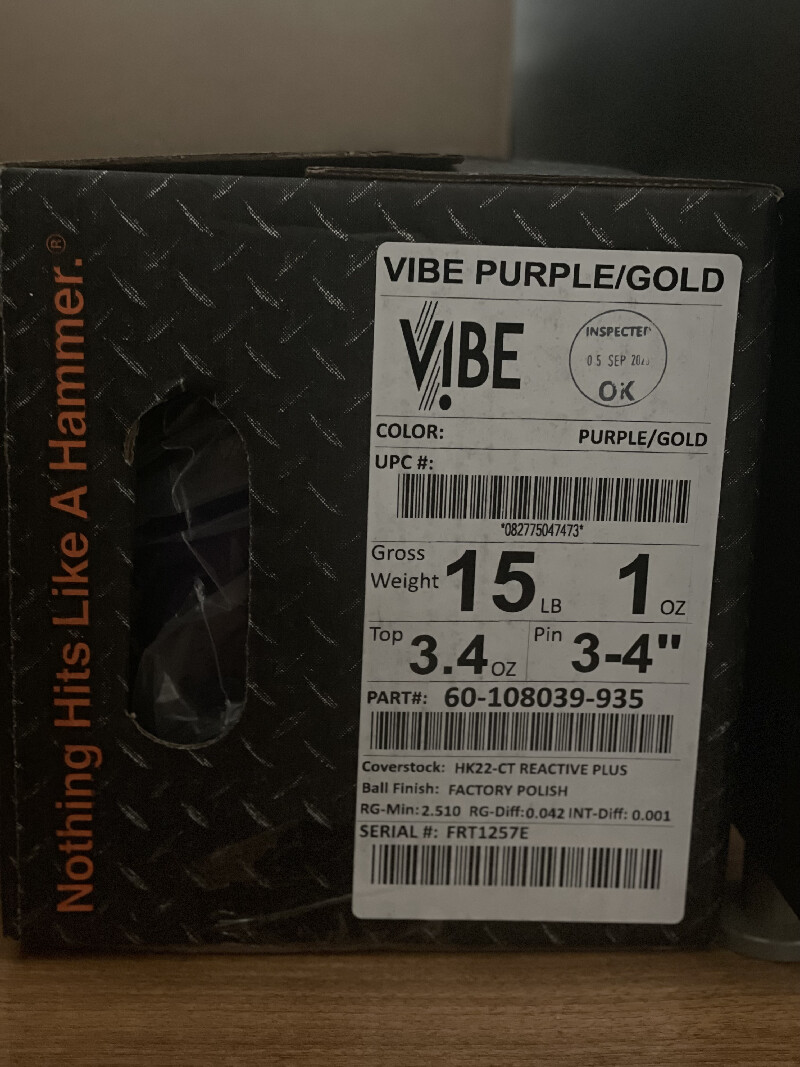 Nothing Hits Like A Hammer.®
VIBE PURPLE/GOLD
VIBE
INSPECTED
05 SEP
OK
COLOR: PURPLE/GOLD
UPC #:
*082775047473*
Gross Weight 15 LB 1 OZ
Top 3.4 OZ Pin 3-4"
PART#: 60-108039-935
Coverstock: HK22-CT REACTIVE PLUS
Ball Finish: FACTORY POLISH
RG-Min: 2.510 RG-Diff: 0.042 INT-Diff: 0.001
SERIAL #: FRT1257E